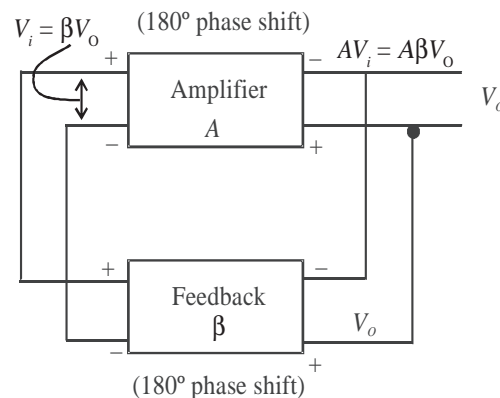 (180º phase shift)
Vᵢ = βVₒ
+
−
AVᵢ = AβVₒ
Amplifier
A
Vₒ
−
+
+
−
Feedback
β
Vₒ
−
+
(180º phase shift)